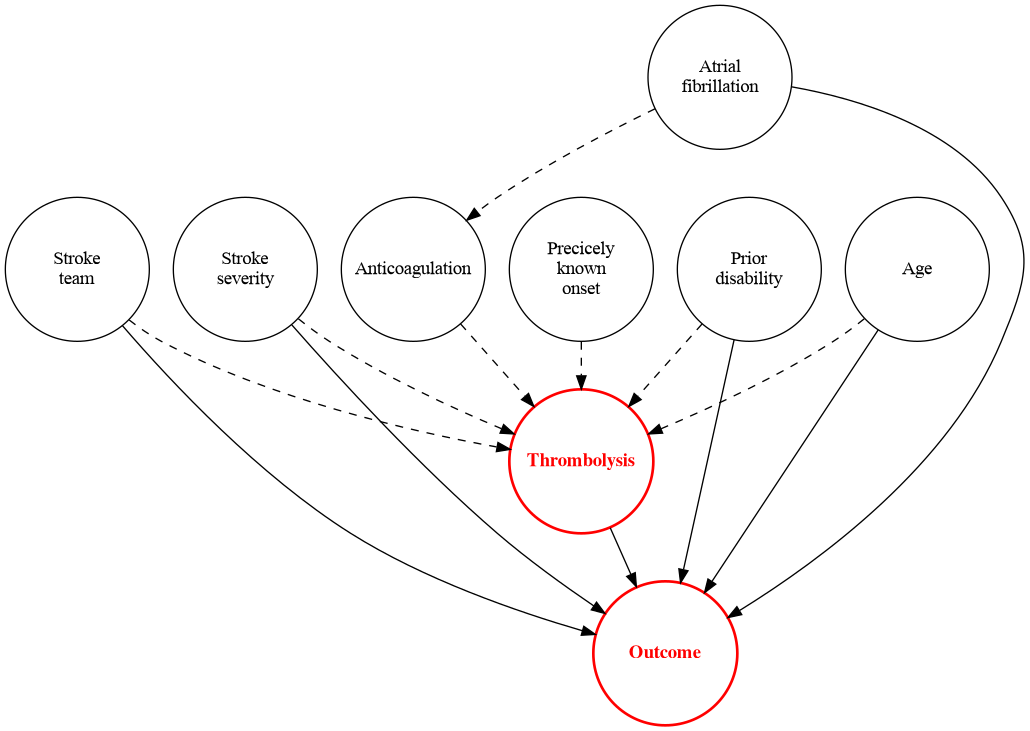 Atrial
fibrillation
Stroke
team
Stroke
severity
Anticoagulation
Precicely
known
onset
Prior
disability
Age
Thrombolysis
Outcome